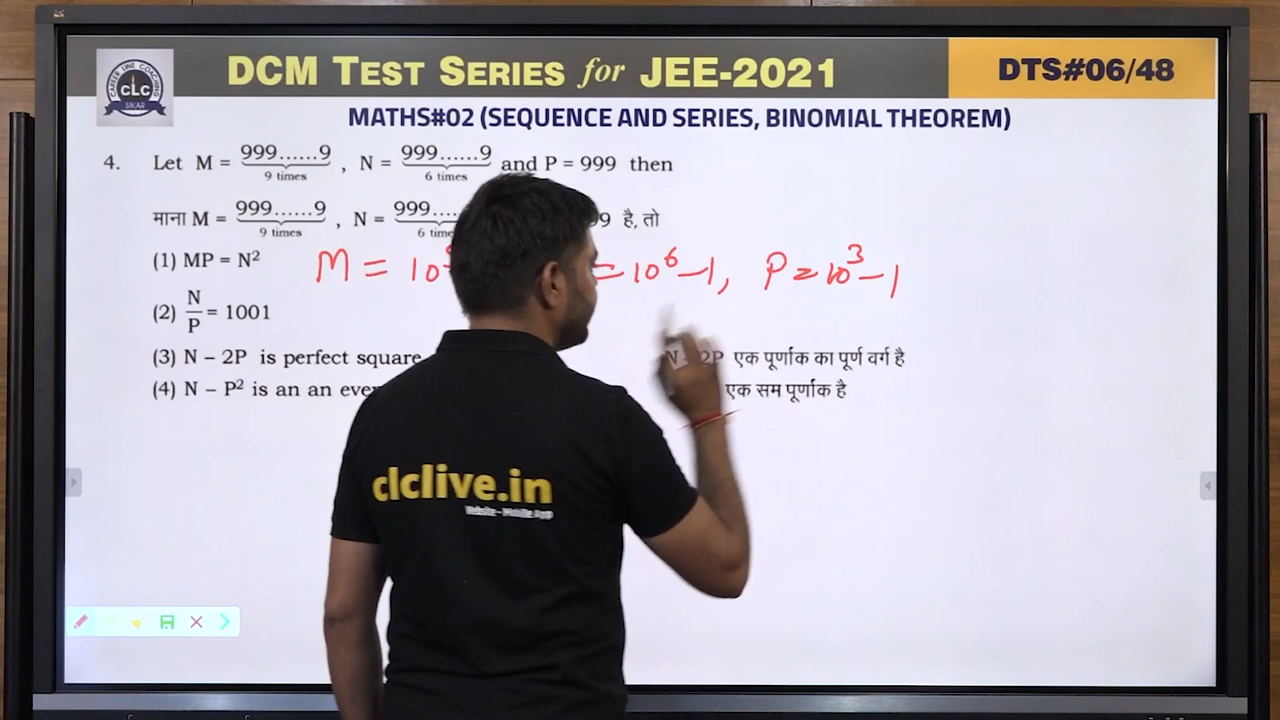 CLC
SIKAR
DCM TEST SERIES for JEE-2021
DTS#06/48
MATHS#02 (SEQUENCE AND SERIES, BINOMIAL THEOREM)
4. Let M = 999......9 , N = 999......9 and P = 999 then
9 times 6 times
माना M = 999......9 , N = 999.... है, तो
9 times 6
(1) MP = N²
M = 10 = 10⁶-1, P = 10³-1
(2) N/P = 1001
(3) N – 2P is perfect square N - 2P एक पूर्णांक का पूर्ण वर्ग है
(4) N – P² is an an एक सम पूर्णांक है
clclive.in
Website - Mobile App